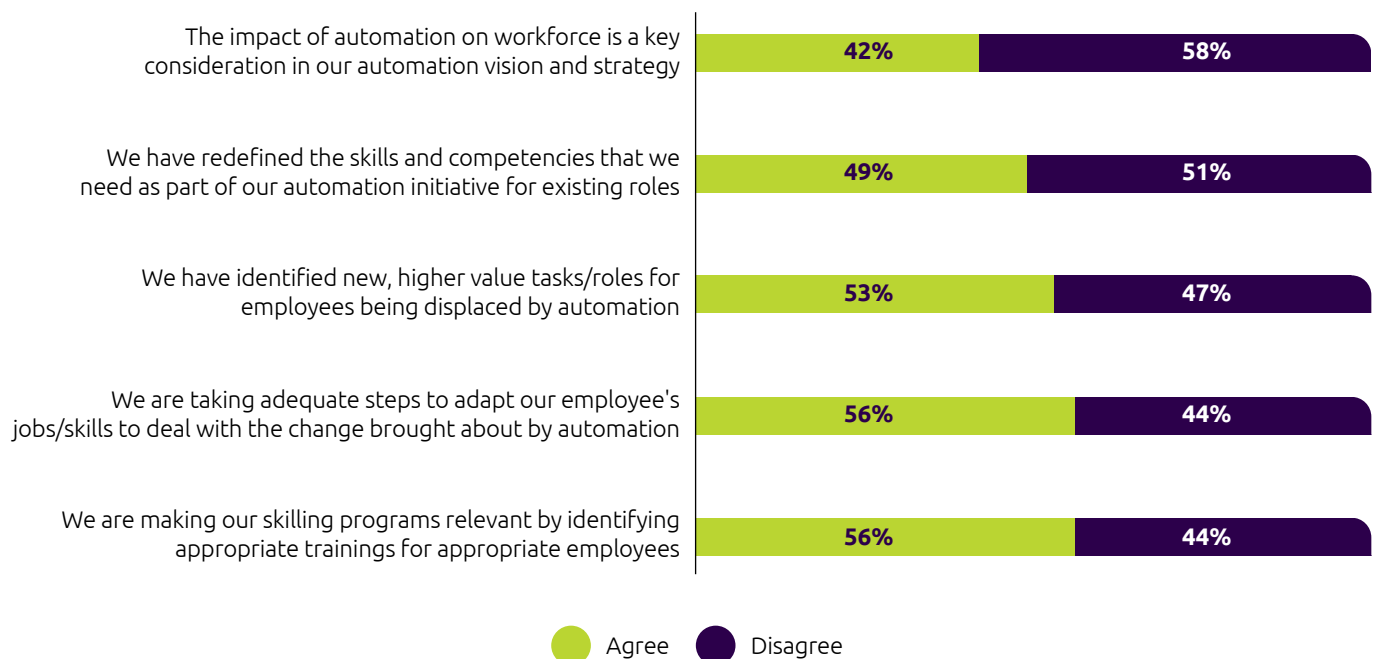 The impact of automation on workforce is a key
consideration in our automation vision and strategy
42%
58%
We have redefined the skills and competencies that we
need as part of our automation initiative for existing roles
49%
51%
We have identified new, higher value tasks/roles for
employees being displaced by automation
53%
47%
We are taking adequate steps to adapt our employee's
jobs/skills to deal with the change brought about by automation
56%
44%
We are making our skilling programs relevant by identifying
appropriate trainings for appropriate employees
56%
44%
Agree
Disagree